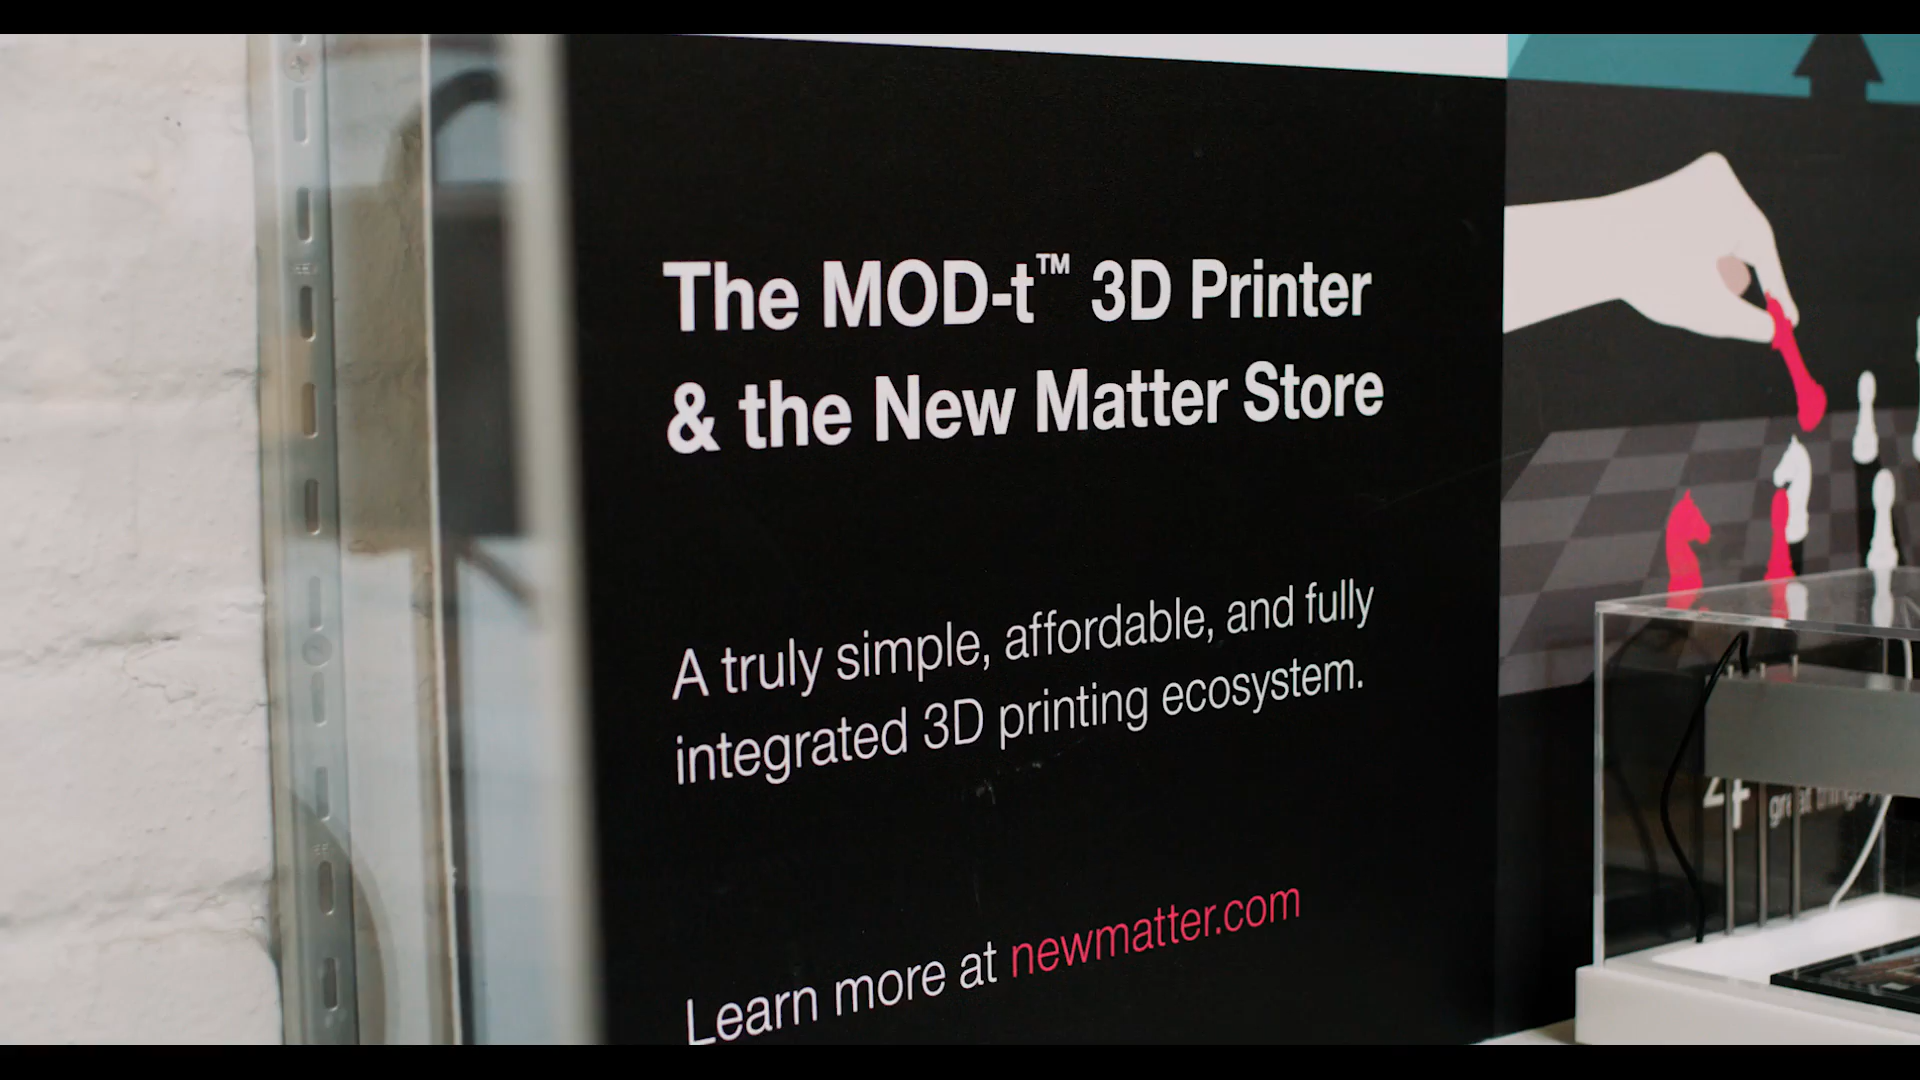 The MOD-t™ 3D Printer
& the New Matter Store
A truly simple, affordable, and fully
integrated 3D printing ecosystem.
Learn more at newmatter.com